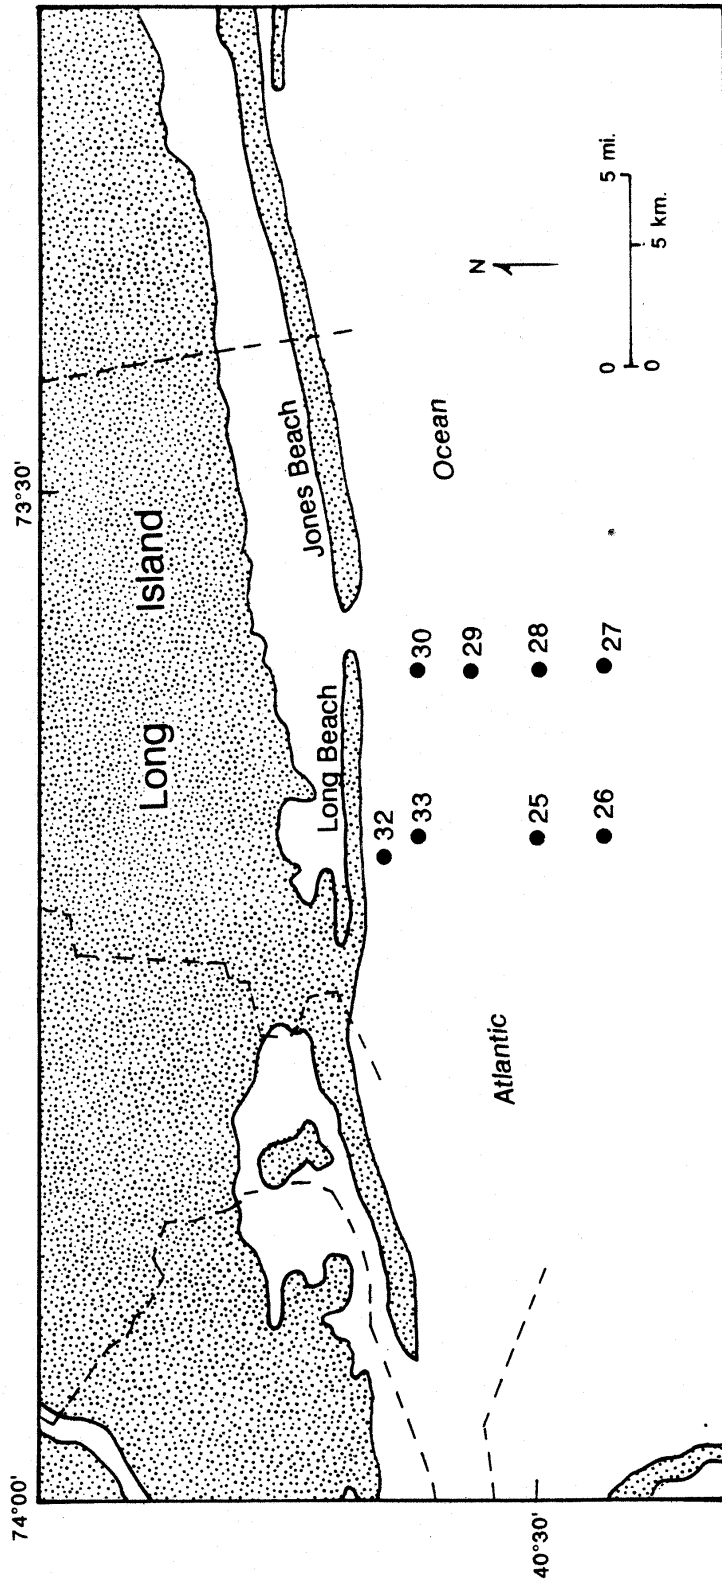 74°00'
73°30'
Long Island
Jones Beach
Long Beach
32
33
30
29
25
28
26
27
Atlantic
Ocean
40°30'
N
0 5 mi.
0 5 km.